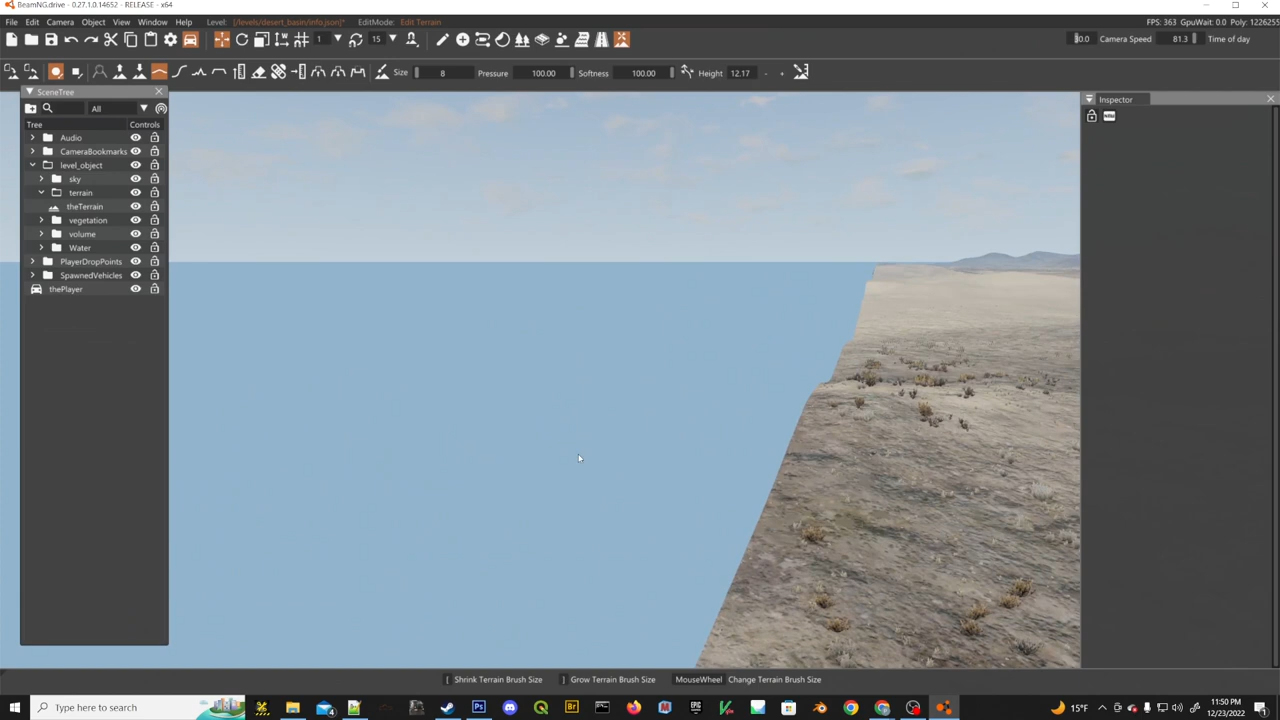 BeamNG.drive - 0.27.1.0.14652 - RELEASE - x64
File Edit Camera Object View Window Help Level: [/levels/desert_basin/info.json]* EditMode: Edit Terrain FPS: 363 GpuWait: 0.0 Poly: 1226255
1 15 30.0 Camera Speed 81.3 Time of day
Size 8 Pressure 100.00 Softness 100.00 Height 12.17 - +
SceneTree
Inspector
All
Tree Controls
Audio
CameraBookmarks
level_object
sky
terrain
theTerrain
vegetation
volume
Water
PlayerDropPoints
SpawnedVehicles
thePlayer
[ Shrink Terrain Brush Size ] Grow Terrain Brush Size MouseWheel Change Terrain Brush Size
Type here to search
15°F
11:50 PM
12/23/2022